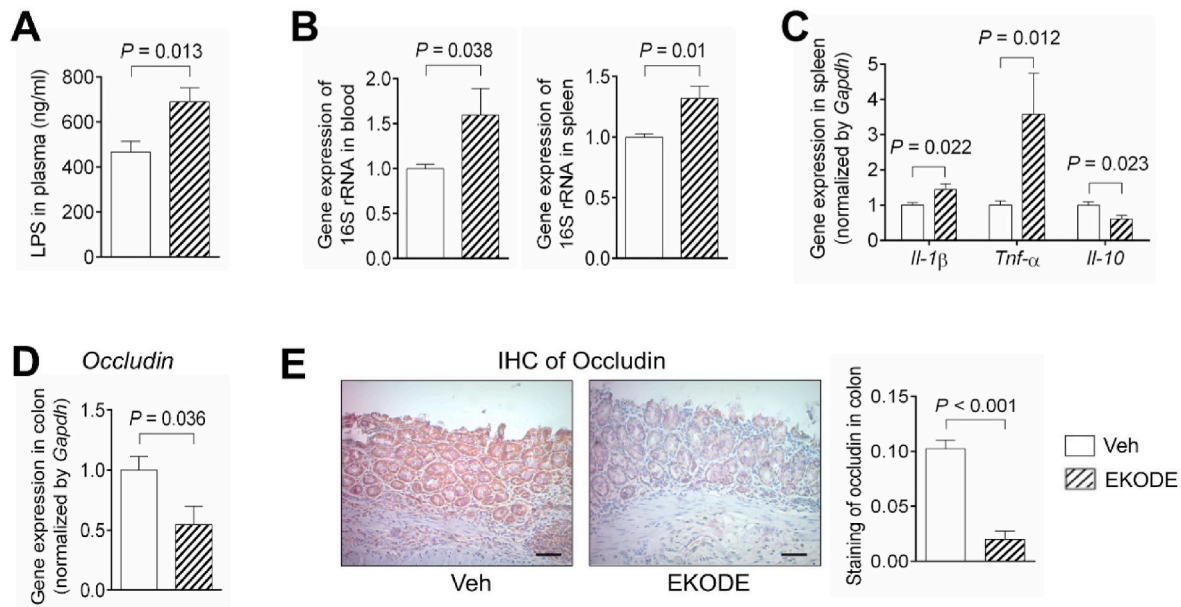 A
P = 0.013
LPS in plasma (ng/ml)
800
600
400
200
0
B
P = 0.038
Gene expression of
16S rRNA in blood
2.0
1.5
1.0
0.5
0.0
P = 0.01
Gene expression of
16S rRNA in spleen
1.5
1.0
0.5
0.0
C
P = 0.012
P = 0.022
P = 0.023
Gene expression in spleen
(normalized by Gapdh)
5
4
3
2
1
0
Il-1β Tnf-α Il-10
D
Occludin
P = 0.036
Gene expression in colon
(normalized by Gapdh)
1.5
1.0
0.5
0.0
E
IHC of Occludin
Veh EKODE
P < 0.001
Staining of occludin in colon
0.15
0.10
0.05
0.00
Veh
EKODE